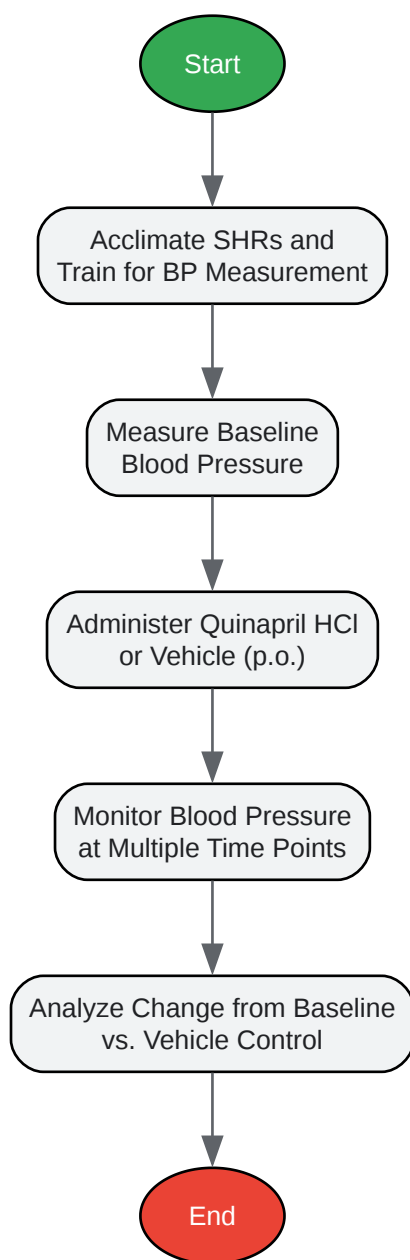 Start
Acclimate SHRs and
Train for BP Measurement
Measure Baseline
Blood Pressure
Administer Quinapril HCl
or Vehicle (p.o.)
Monitor Blood Pressure
at Multiple Time Points
Analyze Change from Baseline
vs. Vehicle Control
End